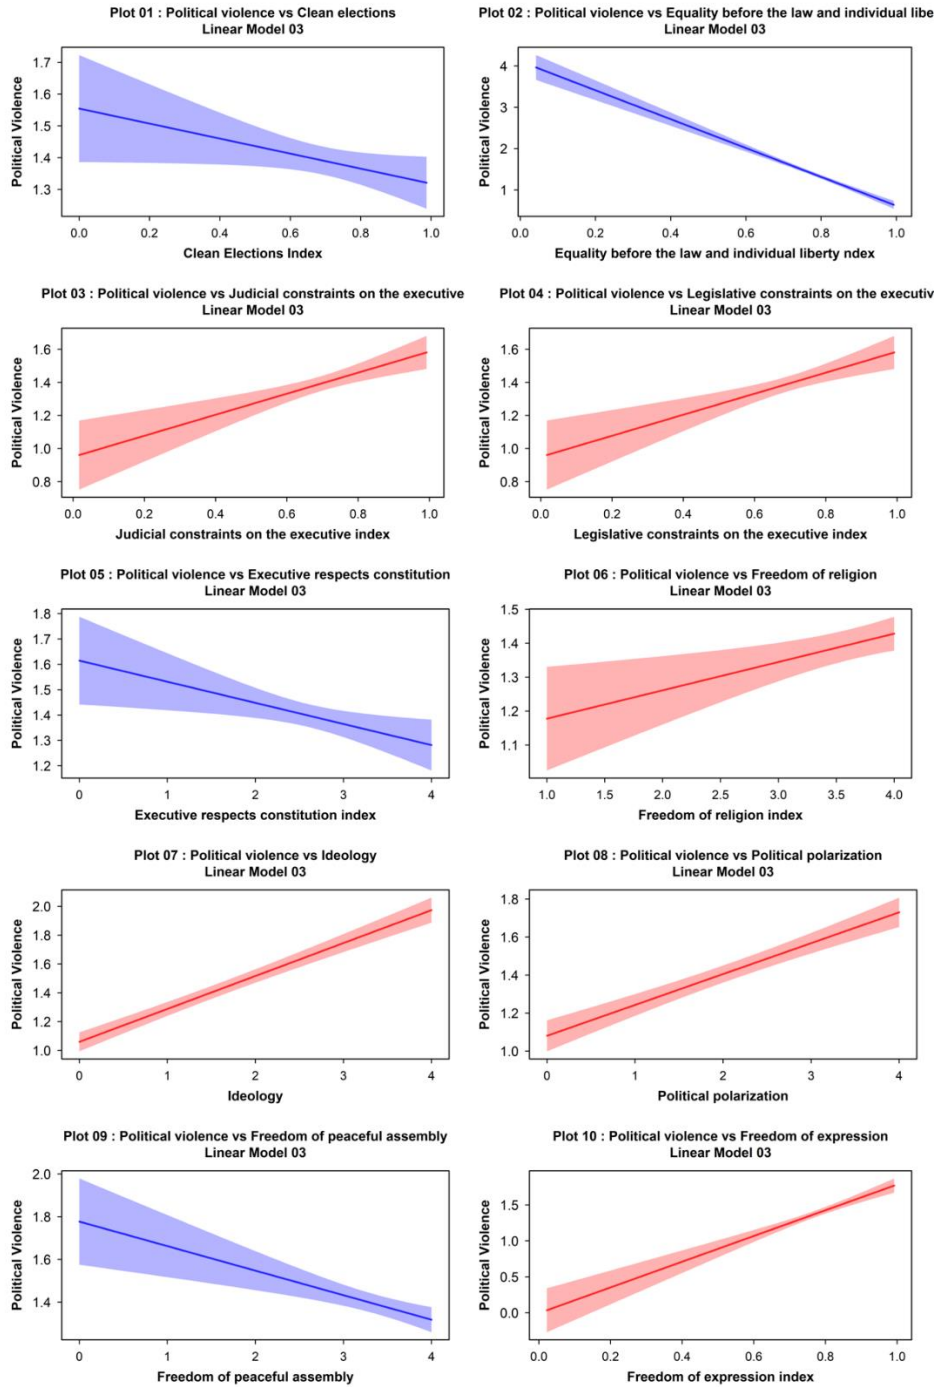 Plot 01 : Political violence vs Clean elections
Linear Model 03
Political Violence
1.7
1.6
1.5
1.4
1.3
0.0 0.2 0.4 0.6 0.8 1.0
Clean Elections Index
Plot 02 : Political violence vs Equality before the law and individual libe
Linear Model 03
Political Violence
4
3
2
1
0.0 0.2 0.4 0.6 0.8 1.0
Equality before the law and individual liberty ndex
Plot 03 : Political violence vs Judicial constraints on the executive
Linear Model 03
Political Violence
1.6
1.4
1.2
1.0
0.8
0.0 0.2 0.4 0.6 0.8 1.0
Judicial constraints on the executive index
Plot 04 : Political violence vs Legislative constraints on the executiv
Linear Model 03
Political Violence
1.6
1.4
1.2
1.0
0.8
0.0 0.2 0.4 0.6 0.8 1.0
Legislative constraints on the executive index
Plot 05 : Political violence vs Executive respects constitution
Linear Model 03
Political Violence
1.8
1.7
1.6
1.5
1.4
1.3
1.2
0 1 2 3 4
Executive respects constitution index
Plot 06 : Political violence vs Freedom of religion
Linear Model 03
Political Violence
1.5
1.4
1.3
1.2
1.1
1.0 1.5 2.0 2.5 3.0 3.5 4.0
Freedom of religion index
Plot 07 : Political violence vs Ideology
Linear Model 03
Political Violence
2.0
1.8
1.6
1.4
1.2
1.0
0 1 2 3 4
Ideology
Plot 08 : Political violence vs Political polarization
Linear Model 03
Political Violence
1.8
1.6
1.4
1.2
1.0
0 1 2 3 4
Political polarization
Plot 09 : Political violence vs Freedom of peaceful assembly
Linear Model 03
Political Violence
2.0
1.8
1.6
1.4
0 1 2 3 4
Freedom of peaceful assembly
Plot 10 : Political violence vs Freedom of expression
Linear Model 03
Political Violence
1.5
1.0
0.5
0.0
0.0 0.2 0.4 0.6 0.8 1.0
Freedom of expression index